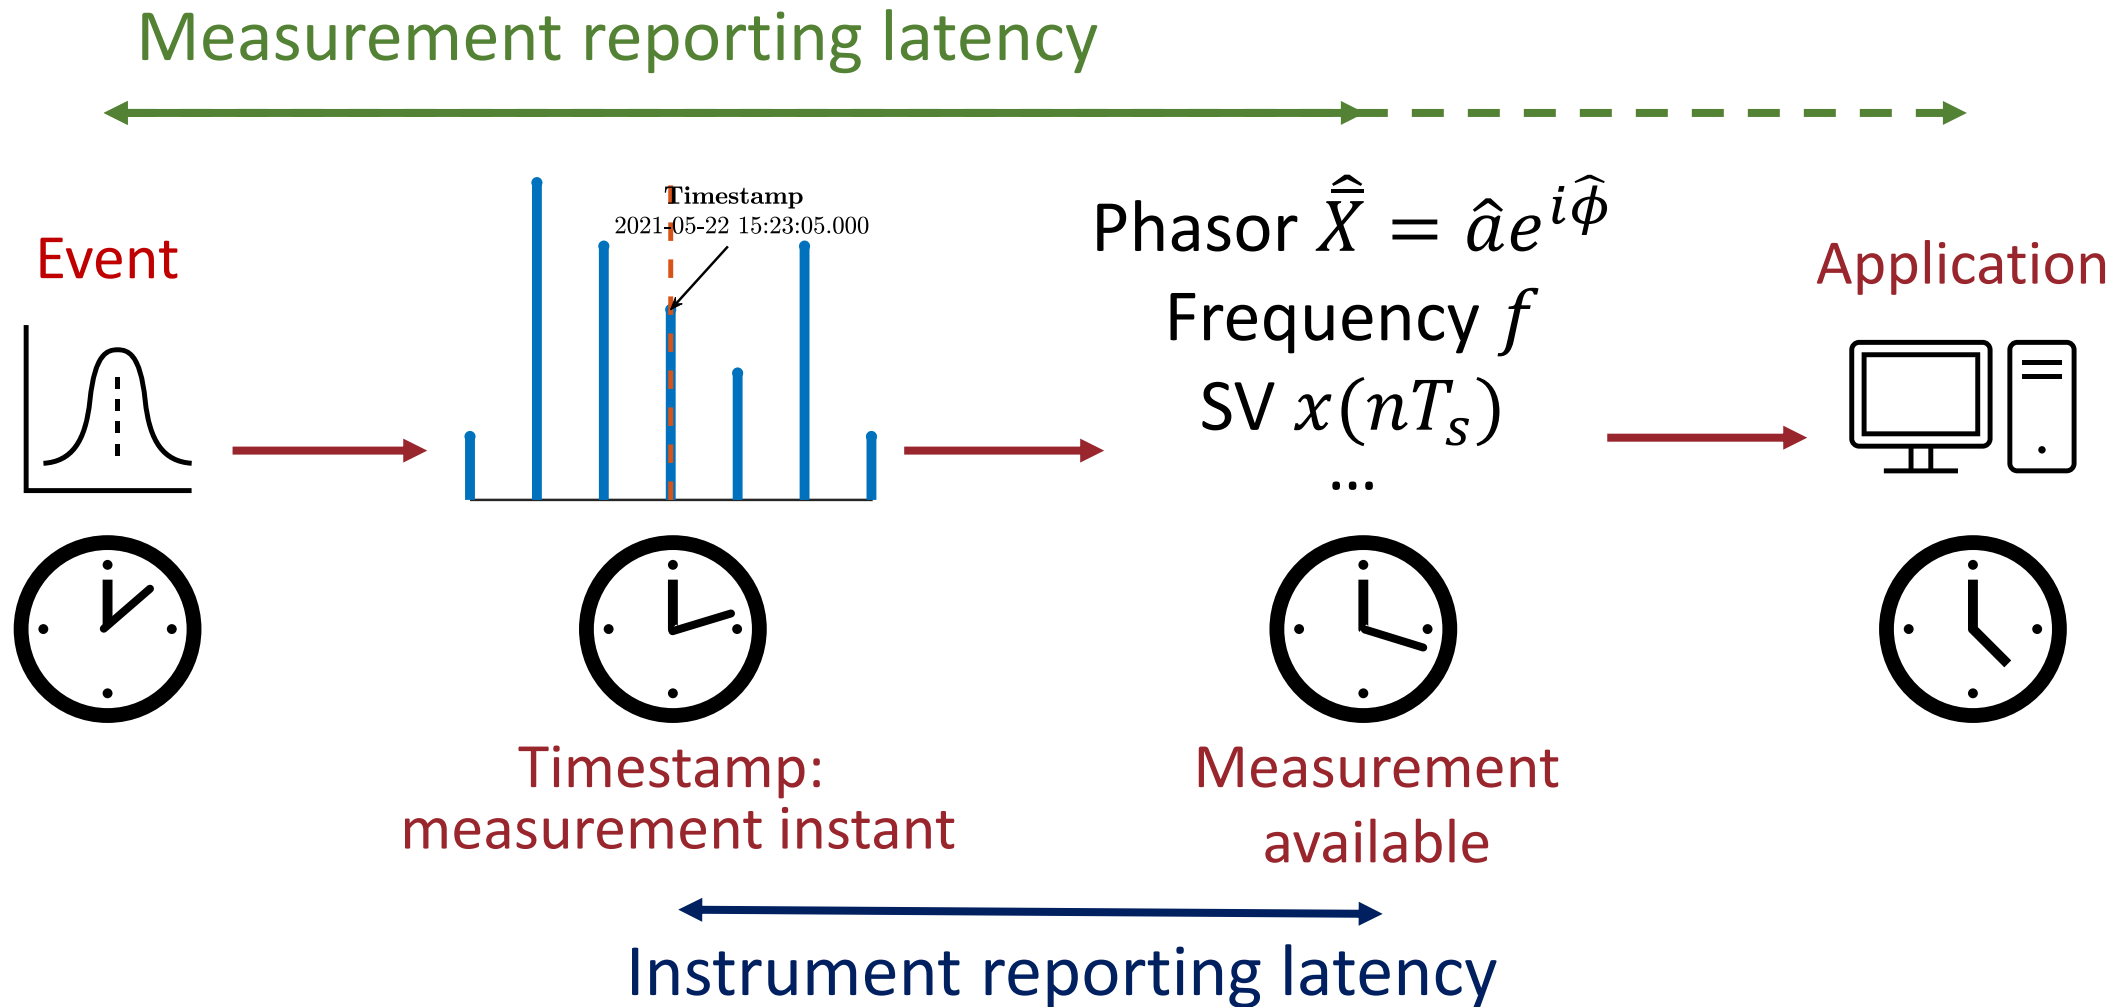 Measurement reporting latency
Event
Timestamp
2021-05-22 15:23:05.000
Phasor $\hat{\bar{X}} = \hat{a}e^{i\hat{\phi}}$
Frequency $f$
SV $x(nT_s)$
...
Application
Timestamp:
measurement instant
Measurement
available
Instrument reporting latency